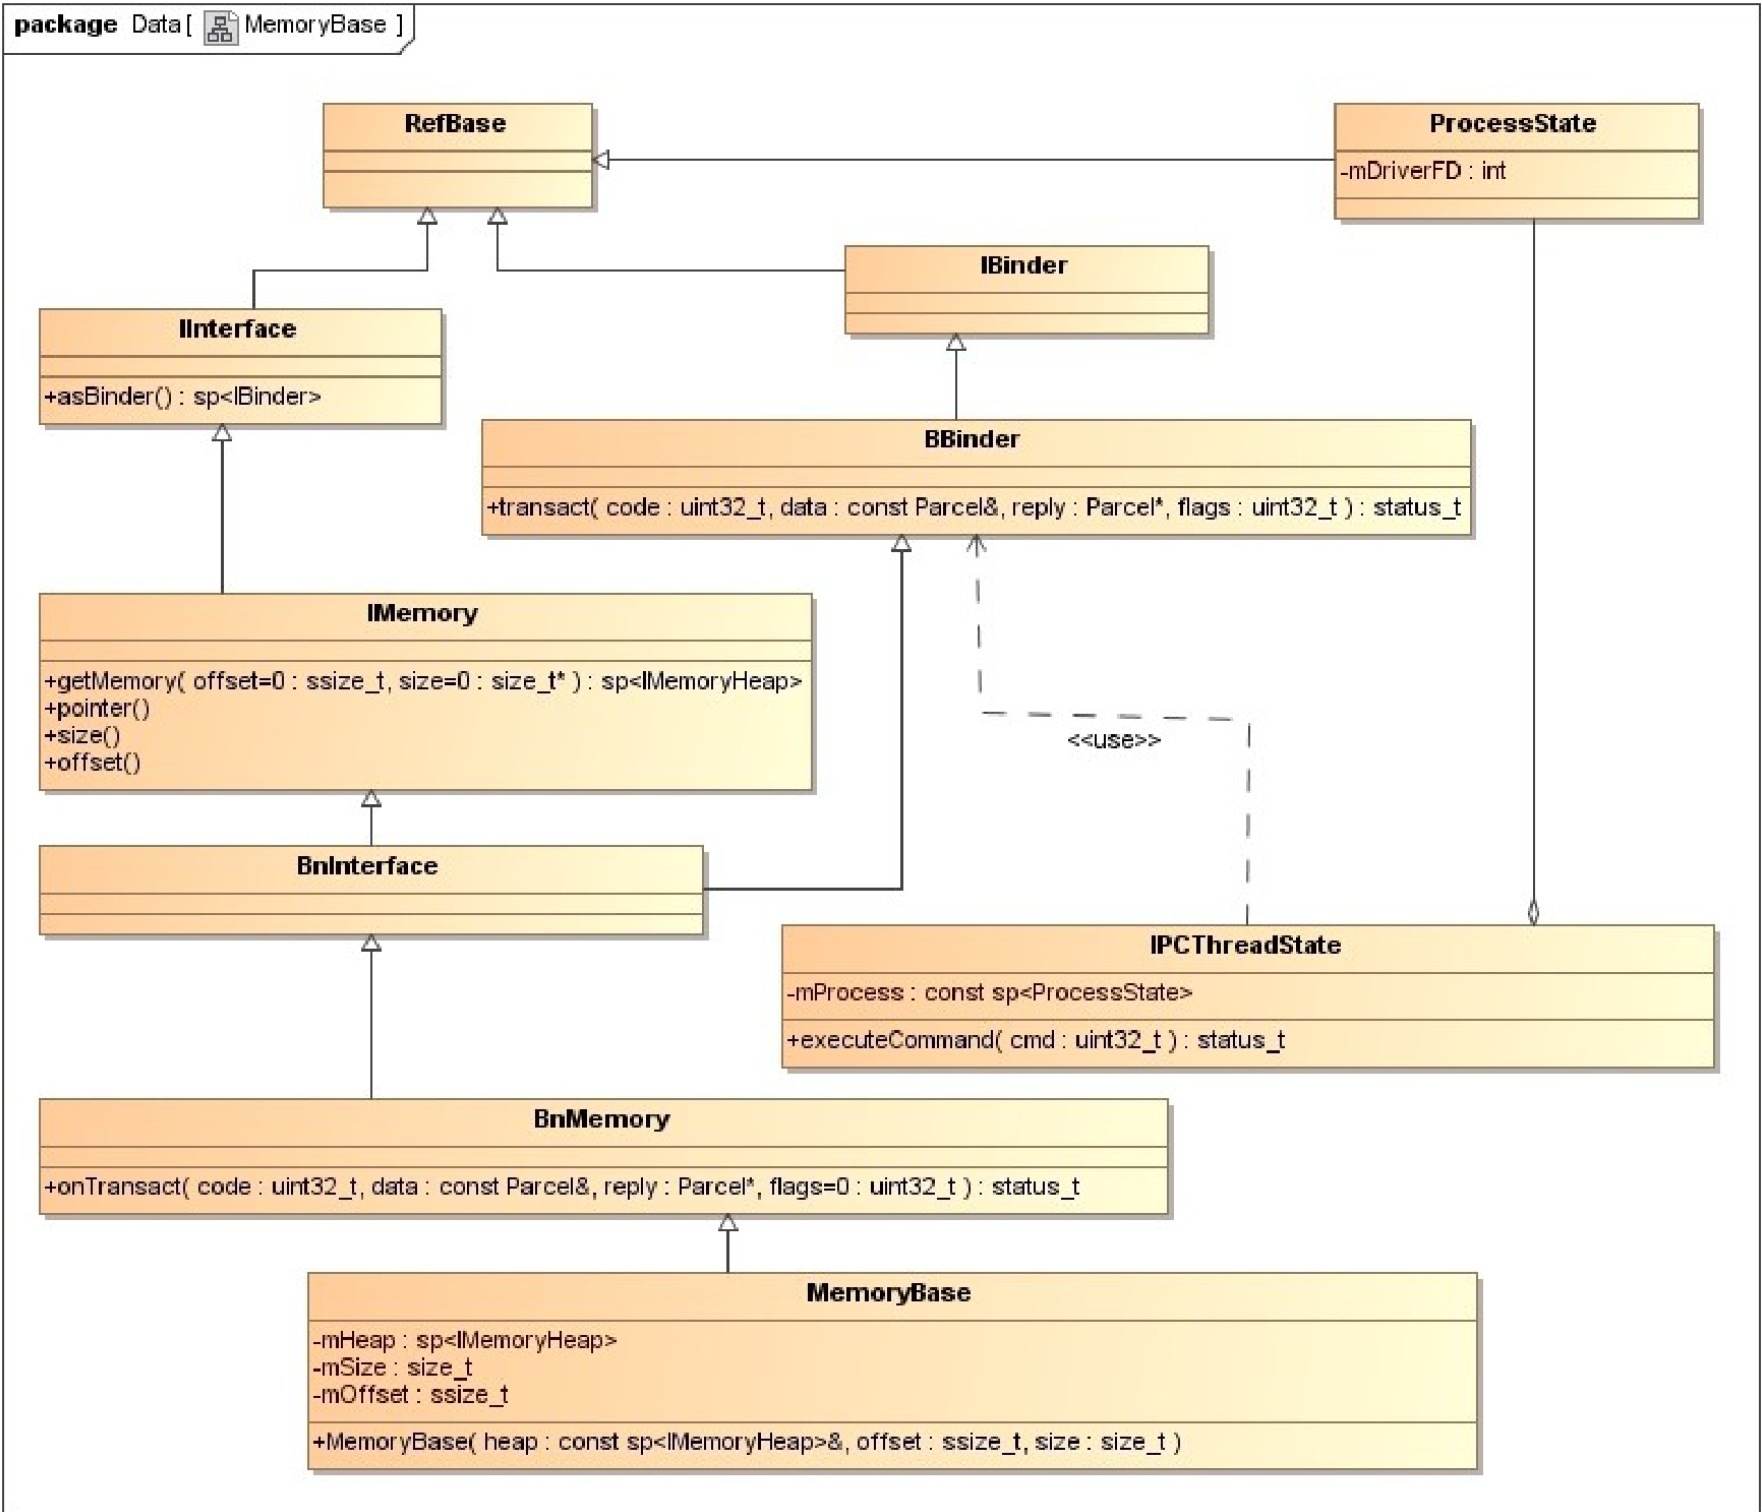 package Data [ MemoryBase ]
RefBase
ProcessState
-mDriverFD : int
IBinder
IInterface
+asBinder() : sp<IBinder>
BBinder
+transact( code : uint32_t, data : const Parcel&, reply : Parcel*, flags : uint32_t ) : status_t
IMemory
+getMemory( offset=0 : ssize_t, size=0 : size_t* ) : sp<IMemoryHeap>
+pointer()
+size()
+offset()
<<use>>
BnInterface
IPCThreadState
-mProcess : const sp<ProcessState>
+executeCommand( cmd : uint32_t ) : status_t
BnMemory
+onTransact( code : uint32_t, data : const Parcel&, reply : Parcel*, flags=0 : uint32_t ) : status_t
MemoryBase
-mHeap : sp<IMemoryHeap>
-mSize : size_t
-mOffset : ssize_t
+MemoryBase( heap : const sp<IMemoryHeap>&, offset : ssize_t, size : size_t )